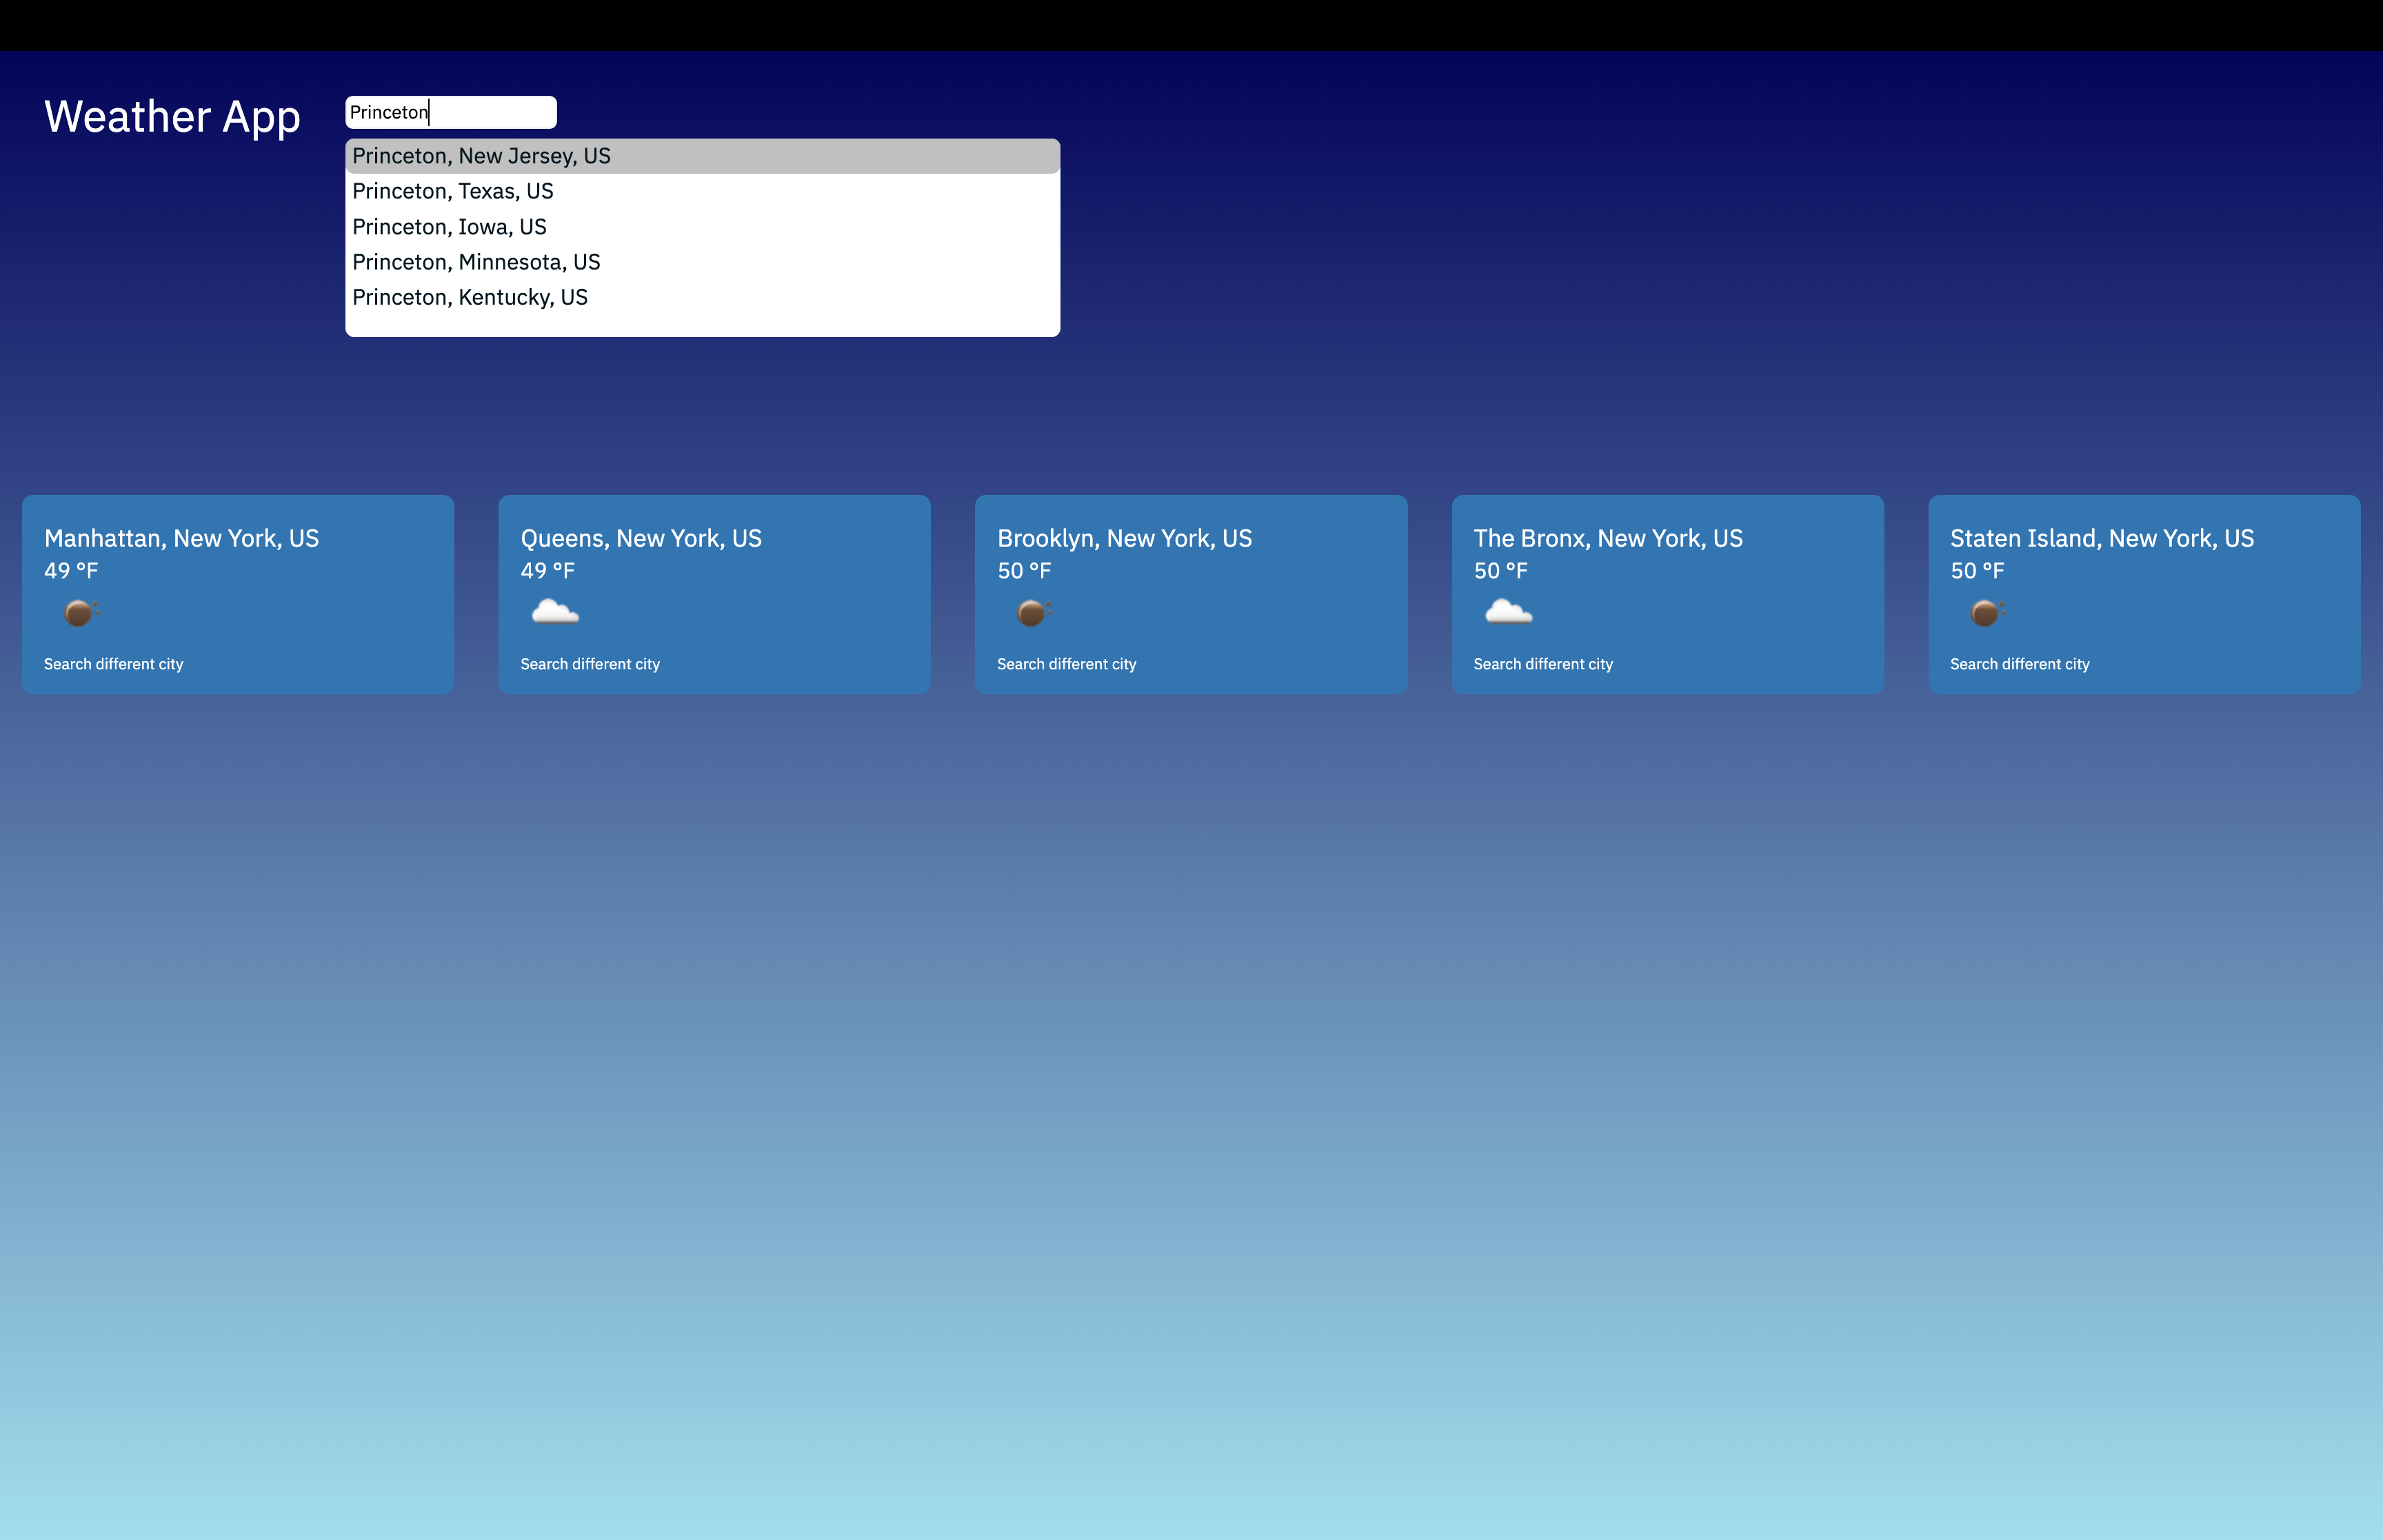 Weather App
Princeton
Princeton, New Jersey, US
Princeton, Texas, US
Princeton, Iowa, US
Princeton, Minnesota, US
Princeton, Kentucky, US
Manhattan, New York, US
49 °F
Search different city
Queens, New York, US
49 °F
Search different city
Brooklyn, New York, US
50 °F
Search different city
The Bronx, New York, US
50 °F
Search different city
Staten Island, New York, US
50 °F
Search different city